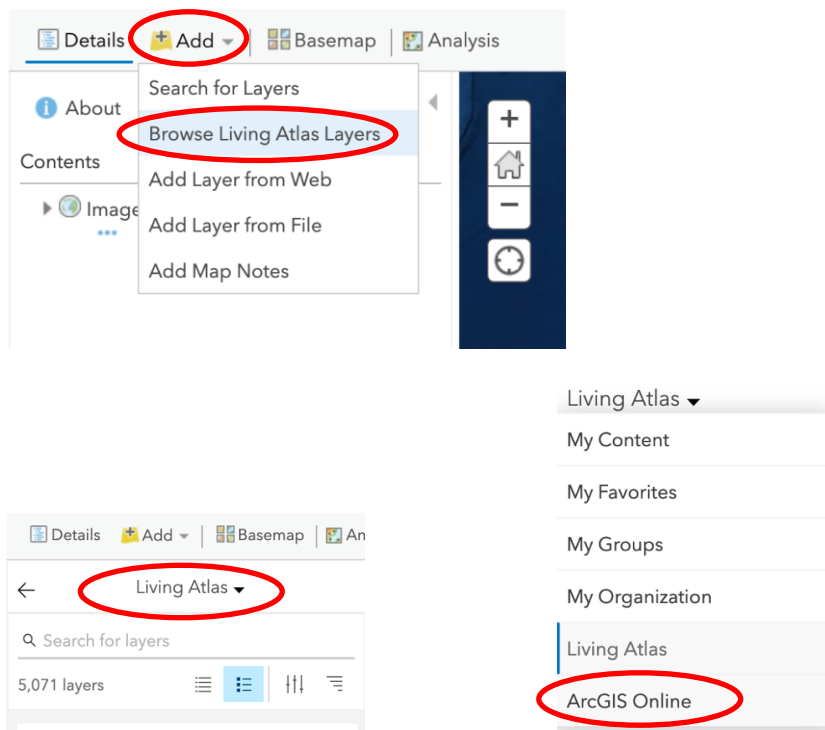 Details Add Basemap Analysis
Search for Layers
About
Browse Living Atlas Layers
Contents
Add Layer from Web
Image
Add Layer from File
Add Map Notes
Living Atlas
My Content
My Favorites
My Groups
My Organization
Living Atlas
ArcGIS Online
Details Add Basemap An
Living Atlas
Search for layers
5,071 layers